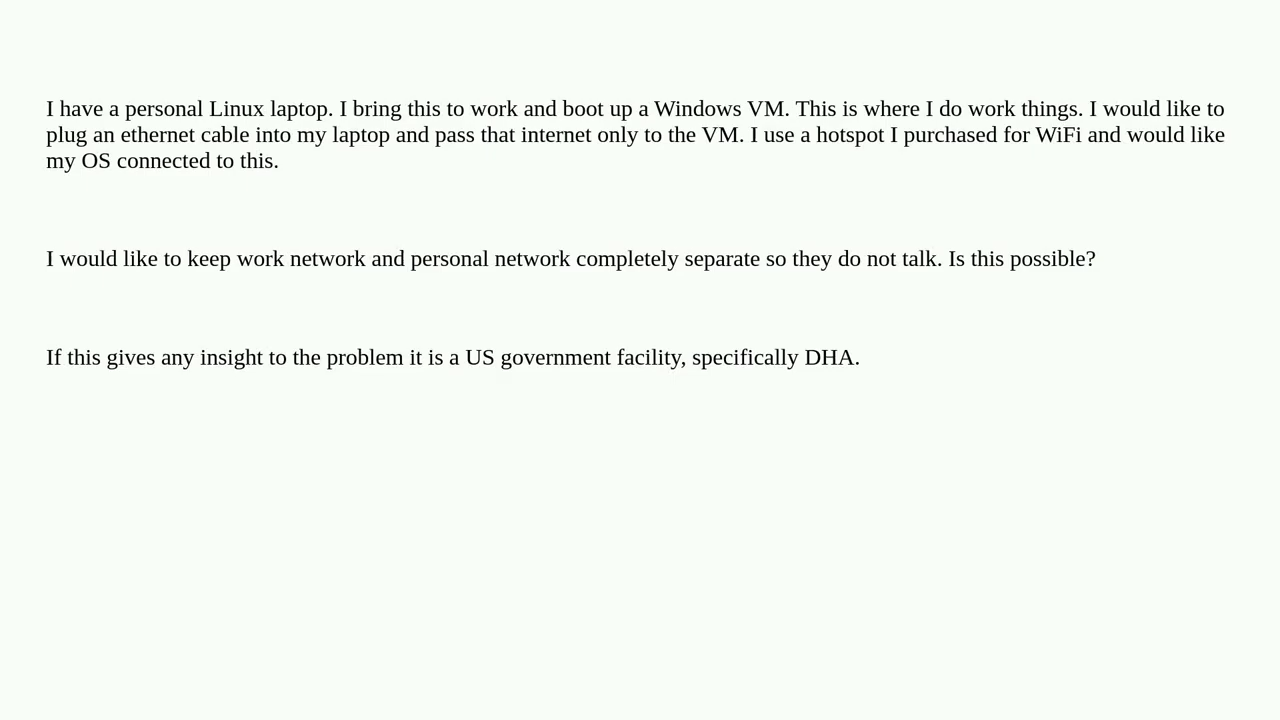 I have a personal Linux laptop. I bring this to work and boot up a Windows VM. This is where I do work things. I would like to
plug an ethernet cable into my laptop and pass that internet only to the VM. I use a hotspot I purchased for WiFi and would like
my OS connected to this.
I would like to keep work network and personal network completely separate so they do not talk. Is this possible?
If this gives any insight to the problem it is a US government facility, specifically DHA.